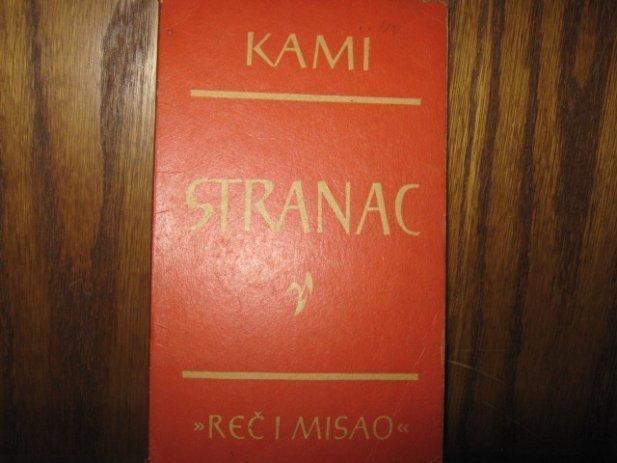 KAMI
STRANAC
»REČ I MISAO«